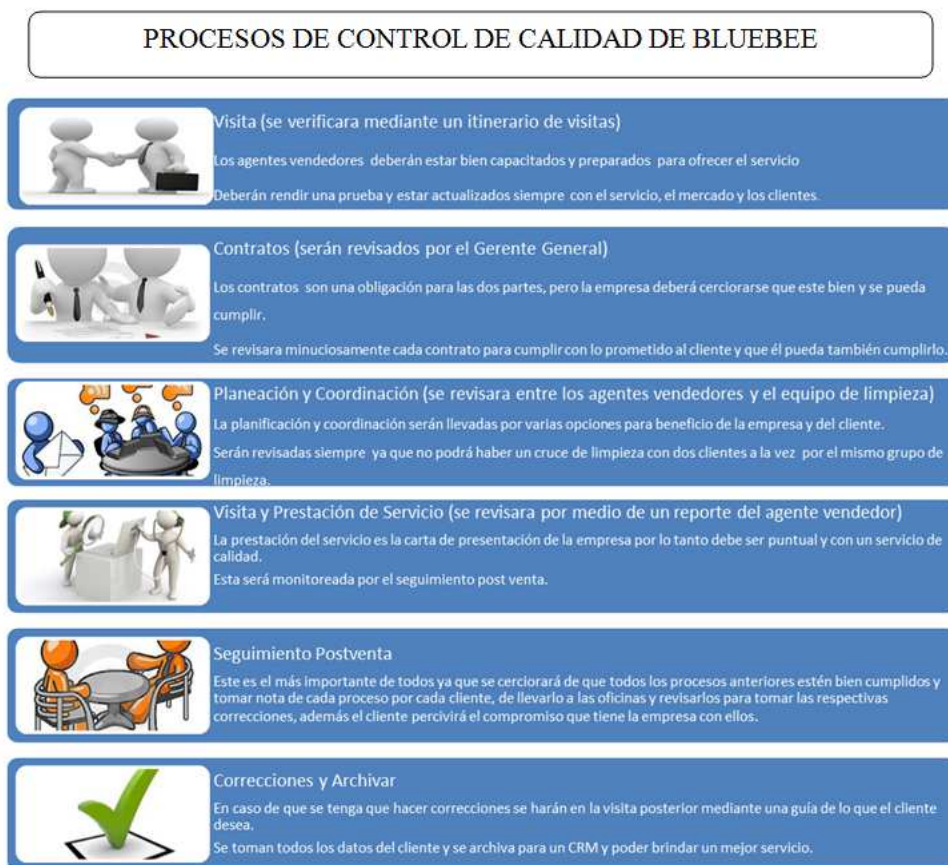 PROCESOS DE CONTROL DE CALIDAD DE BLUEBEE
Visita (se verificara mediante un itinerario de visitas)
Los agentes vendedores deberán estar bien capacitados y preparados para ofrecer el servicio
Deberán rendir una prueba y estar actualizados siempre con el servicio, el mercado y los clientes.
Contratos (serán revisados por el Gerente General)
Los contratos son una obligación para las dos partes, pero la empresa deberá cerciorarse que este bien y se pueda
cumplir.
Se revisara minuciosamente cada contrato para cumplir con lo prometido al cliente y que él pueda también cumplirlo.
Planeación y Coordinación (se revisara entre los agentes vendedores y el equipo de limpieza)
La planificación y coordinación serán llevadas por varias opciones para beneficio de la empresa y del cliente.
Serán revisadas siempre ya que no podrá haber un cruce de limpieza con dos clientes a la vez por el mismo grupo de
limpieza.
Visita y Prestación de Servicio (se revisara por medio de un reporte del agente vendedor)
La prestación del servicio es la carta de presentación de la empresa por lo tanto debe ser puntual y con un servicio de
calidad.
Esta será monitoreada por el seguimiento post venta.
Seguimiento Postventa
Este es el más importante de todos ya que se cerciorará de que todos los procesos anteriores estén bien cumplidos y
tomar nota de cada proceso por cada cliente, de llevarlo a las oficinas y revisarlos para tomar las respectivas
correcciones, además el cliente percivirá el compromiso que tiene la empresa con ellos.
Correcciones y Archivar
En caso de que se tenga que hacer correcciones se harán en la visita posterior mediante una guía de lo que el cliente
desea.
Se toman todos los datos del cliente y se archiva para un CRM y poder brindar un mejor servicio.